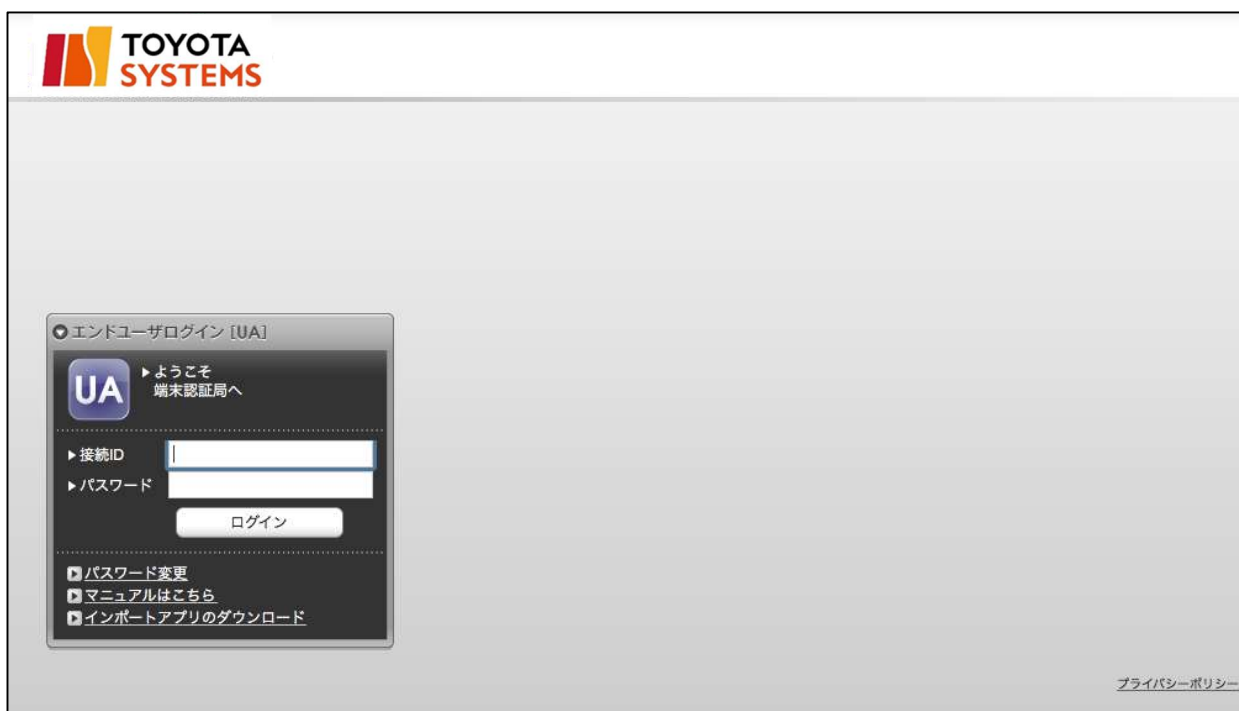 TOYOTA
SYSTEMS
エンドユーザログイン [UA]
UA
ようこそ
端末認証局へ
接続ID
パスワード
ログイン
パスワード変更
マニュアルはこちら
インポートアプリのダウンロード
プライバシーポリシー